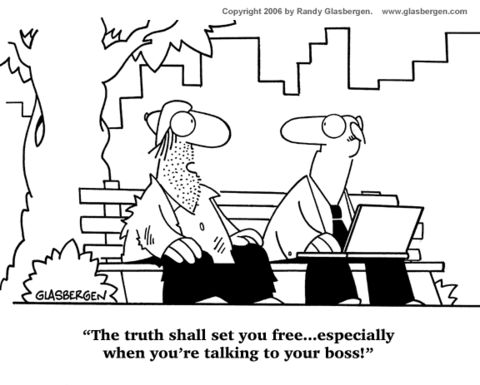 Copyright 2006 by Randy Glasbergen. www.glasbergen.com
GLASBERGEN
“The truth shall set you free...especially
when you’re talking to your boss!”